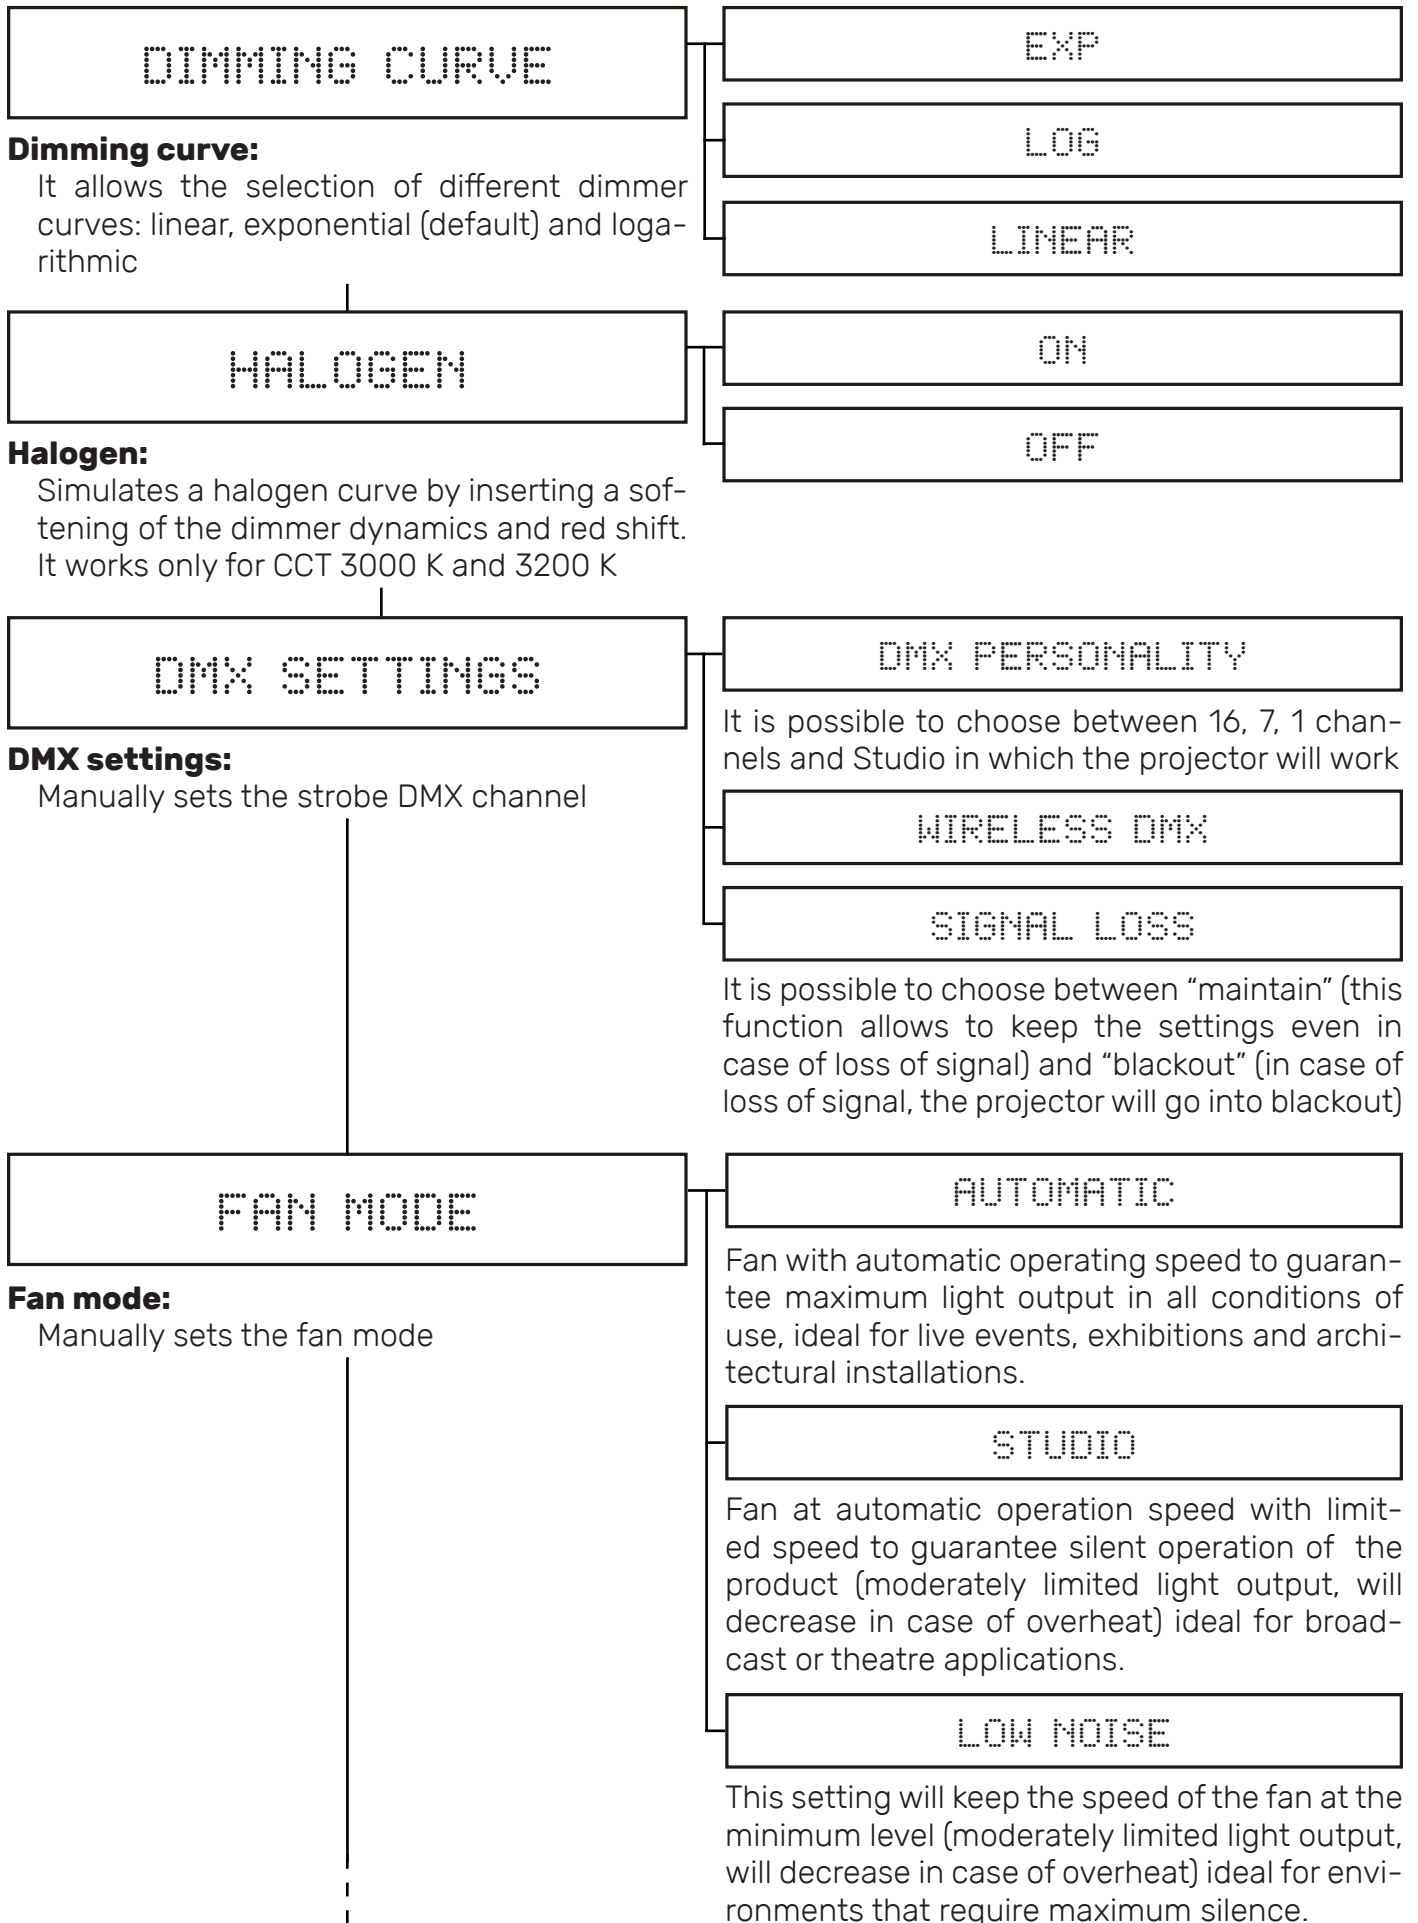 DIMMING CURVE
EXP
LOG
LINEAR
Dimming curve:
It allows the selection of different dimmer
curves: linear, exponential (default) and loga-
rithmic
HALOGEN
ON
OFF
Halogen:
Simulates a halogen curve by inserting a sof-
tening of the dimmer dynamics and red shift.
It works only for CCT 3000 K and 3200 K
DMX SETTINGS
DMX settings:
Manually sets the strobe DMX channel
DMX PERSONALITY
It is possible to choose between 16, 7, 1 chan-
nels and Studio in which the projector will work
WIRELESS DMX
SIGNAL LOSS
It is possible to choose between “maintain” (this
function allows to keep the settings even in
case of loss of signal) and “blackout” (in case of
loss of signal, the projector will go into blackout)
FAN MODE
Fan mode:
Manually sets the fan mode
AUTOMATIC
Fan with automatic operating speed to guaran-
tee maximum light output in all conditions of
use, ideal for live events, exhibitions and archi-
tectural installations.
STUDIO
Fan at automatic operation speed with limit-
ed speed to guarantee silent operation of the
product (moderately limited light output, will
decrease in case of overheat) ideal for broad-
cast or theatre applications.
LOW NOISE
This setting will keep the speed of the fan at the
minimum level (moderately limited light output,
will decrease in case of overheat) ideal for envi-
ronments that require maximum silence.